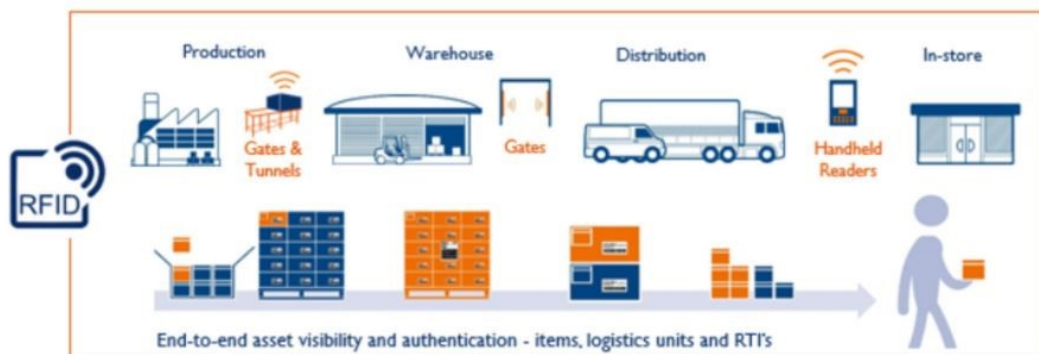 Production
Warehouse
Distribution
In-store
Gates &
Tunnels
Gates
Handheld
Readers
RFID
End-to-end asset visibility and authentication - items, logistics units and RTI's